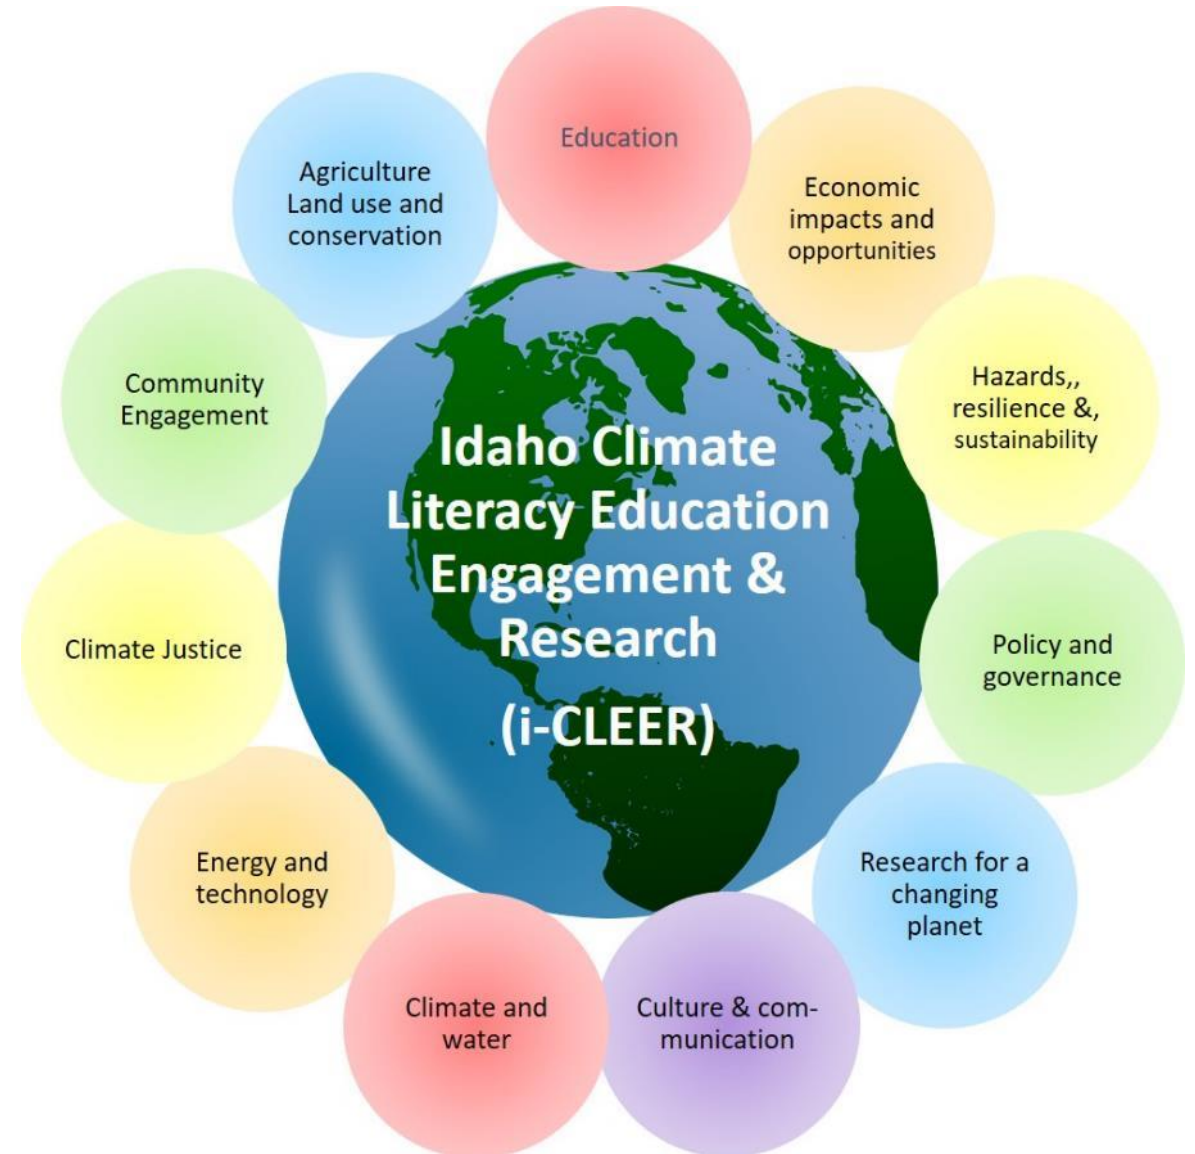 Education
Economic
impacts and
opportunities
Hazards,,
resilience &,
sustainability
Policy and
governance
Research for a
changing
planet
Culture & com-
munication
Climate and
water
Energy and
technology
Climate Justice
Community
Engagement
Agriculture
Land use and
conservation
Idaho Climate
Literacy Education
Engagement &
Research
(i-CLEER)